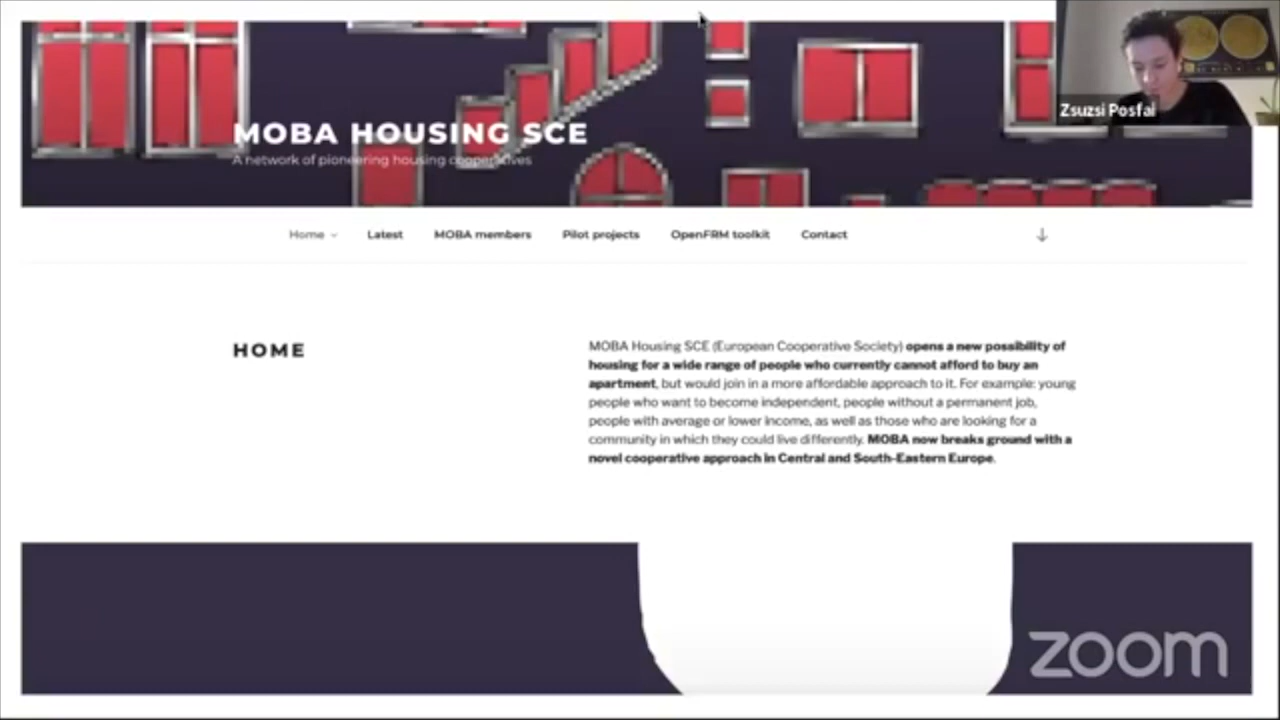 MOBA HOUSING SCE
A network of pioneering housing cooperatives
Zsuzsi Posfai
Home Latest MOBA members Pilot projects OpenFRM toolkit Contact
HOME
MOBA Housing SCE (European Cooperative Society) opens a new possibility of
housing for a wide range of people who currently cannot afford to buy an
apartment, but would join in a more affordable approach to it. For example: young
people who want to become independent, people without a permanent job,
people with average or lower income, as well as those who are looking for a
community in which they could live differently. MOBA now breaks ground with a
novel cooperative approach in Central and South-Eastern Europe.
zoom